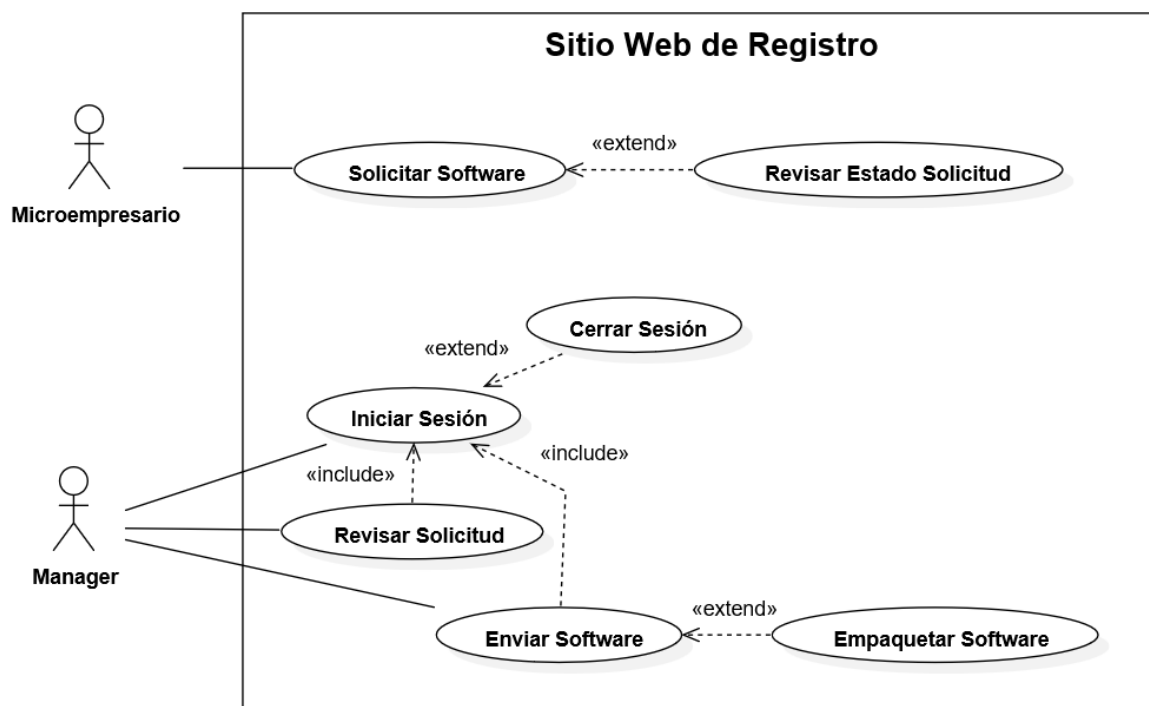 Sitio Web de Registro
Microempresario
Solicitar Software
«extend»
Revisar Estado Solicitud
Cerrar Sesión
«extend»
Iniciar Sesión
«include»
«include»
Manager
Revisar Solicitud
Enviar Software
«extend»
Empaquetar Software